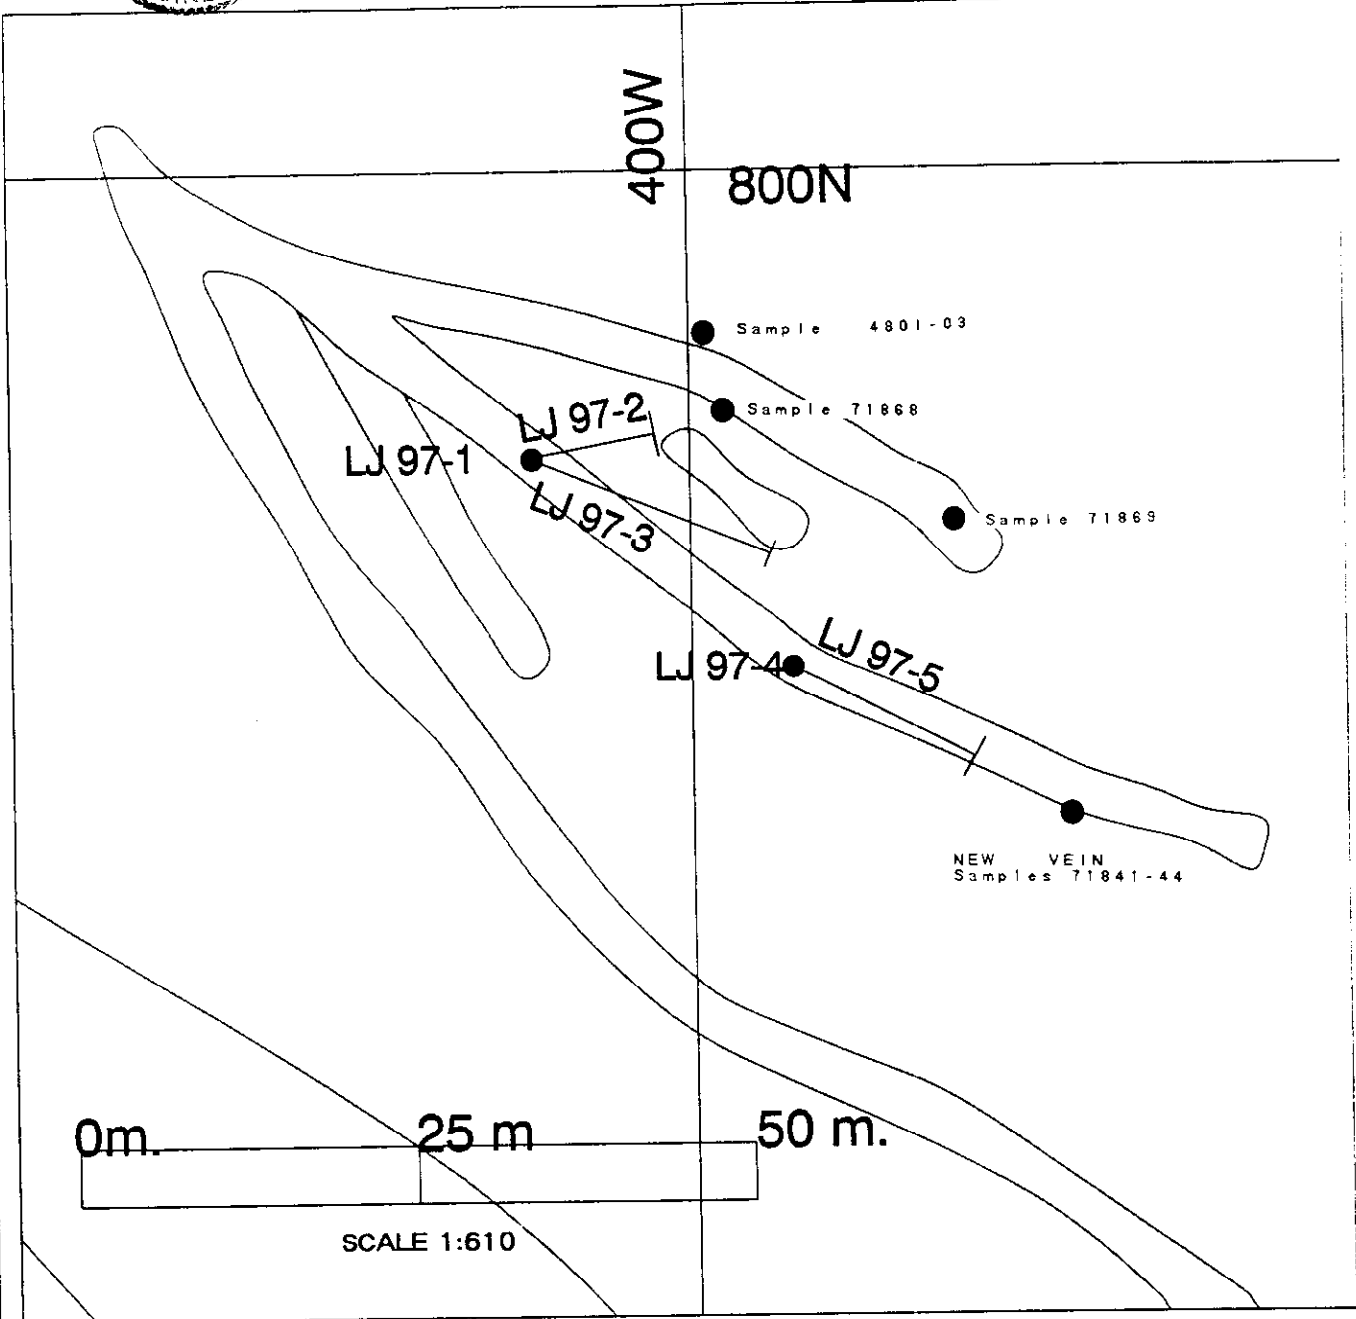 400W
800N
Sample 4801-03
Sample 71868
LJ 97-2
LJ 97-1
LJ 97-3
Sample 71869
LJ 97-5
LJ 97-4
NEW VEIN
Samples 71841-44
0m. 25 m 50 m.
SCALE 1:610